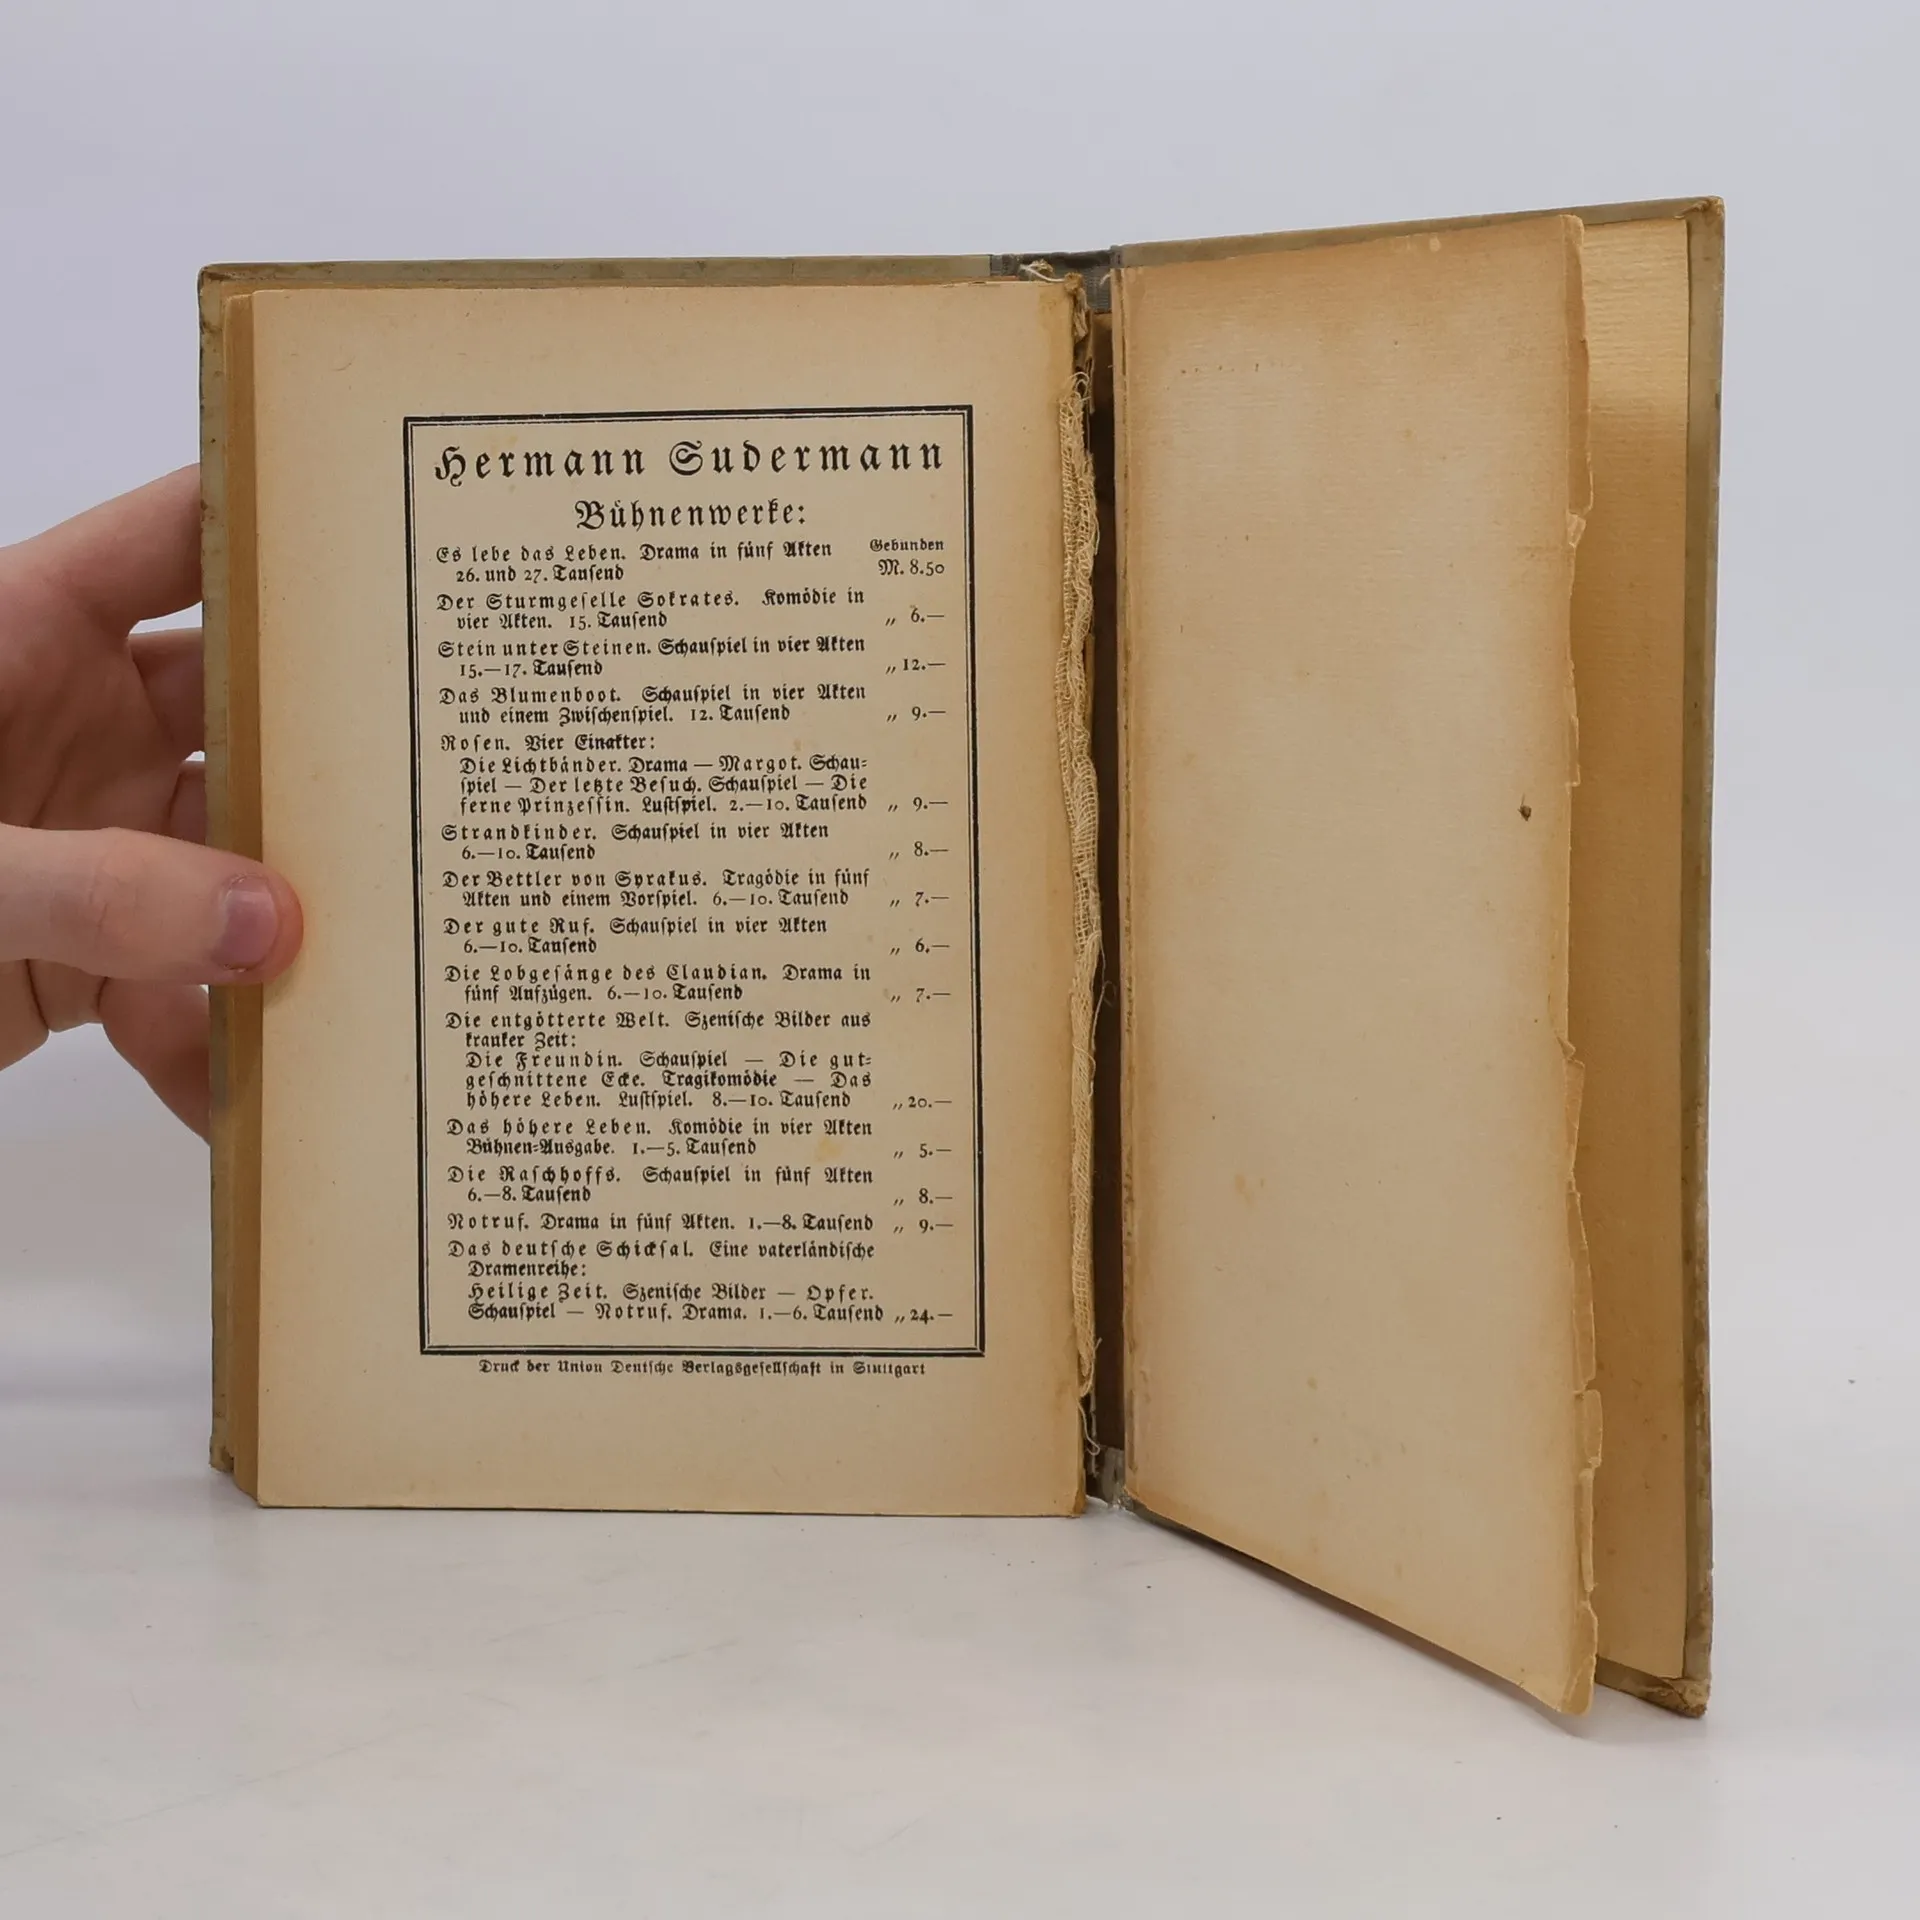 Hermann Sudermann
Bühnenwerke:
Es lebe das Leben. Drama in fünf Akten Gebunden
26. und 27. Tausend M. 8.50
Der Sturmgeselle Sokrates. Komödie in
vier Akten. 15. Tausend „ 6.—
Stein unter Steinen. Schauspiel in vier Akten
15.—17. Tausend „ 12.—
Das Blumenboot. Schauspiel in vier Akten
und einem Zwischenspiel. 12. Tausend „ 9.—
Rosen. Vier Einakter:
Die Lichtbänder. Drama — Margot. Schau-
spiel — Der letzte Besuch. Schauspiel — Die
ferne Prinzessin. Lustspiel. 2.—10. Tausend „ 9.—
Strandkinder. Schauspiel in vier Akten
6.—10. Tausend „ 8.—
Der Bettler von Syrakus. Tragödie in fünf
Akten und einem Vorspiel. 6.—10. Tausend „ 7.—
Der gute Ruf. Schauspiel in vier Akten
6.—10. Tausend „ 6.—
Die Lobgesänge des Claudian. Drama in
fünf Aufzügen. 6.—10. Tausend „ 7.—
Die entgötterte Welt. Szenische Bilder aus
kranker Zeit:
Die Freundin. Schauspiel — Die gut-
geschnittene Ecke. Tragikomödie — Das
höhere Leben. Lustspiel. 8.—10. Tausend „ 20.—
Das höhere Leben. Komödie in vier Akten
Bühnen-Ausgabe. 1.—5. Tausend „ 5.—
Die Raschhoffs. Schauspiel in fünf Akten
6.—8. Tausend „ 8.—
Notruf. Drama in fünf Akten. 1.—8. Tausend „ 9.—
Das deutsche Schicksal. Eine vaterländische
Dramenreihe:
Heilige Zeit. Szenische Bilder — Opfer.
Schauspiel — Notruf. Drama. 1.—6. Tausend „ 24.—
Druck der Union Deutsche Verlagsgesellschaft in Stuttgart